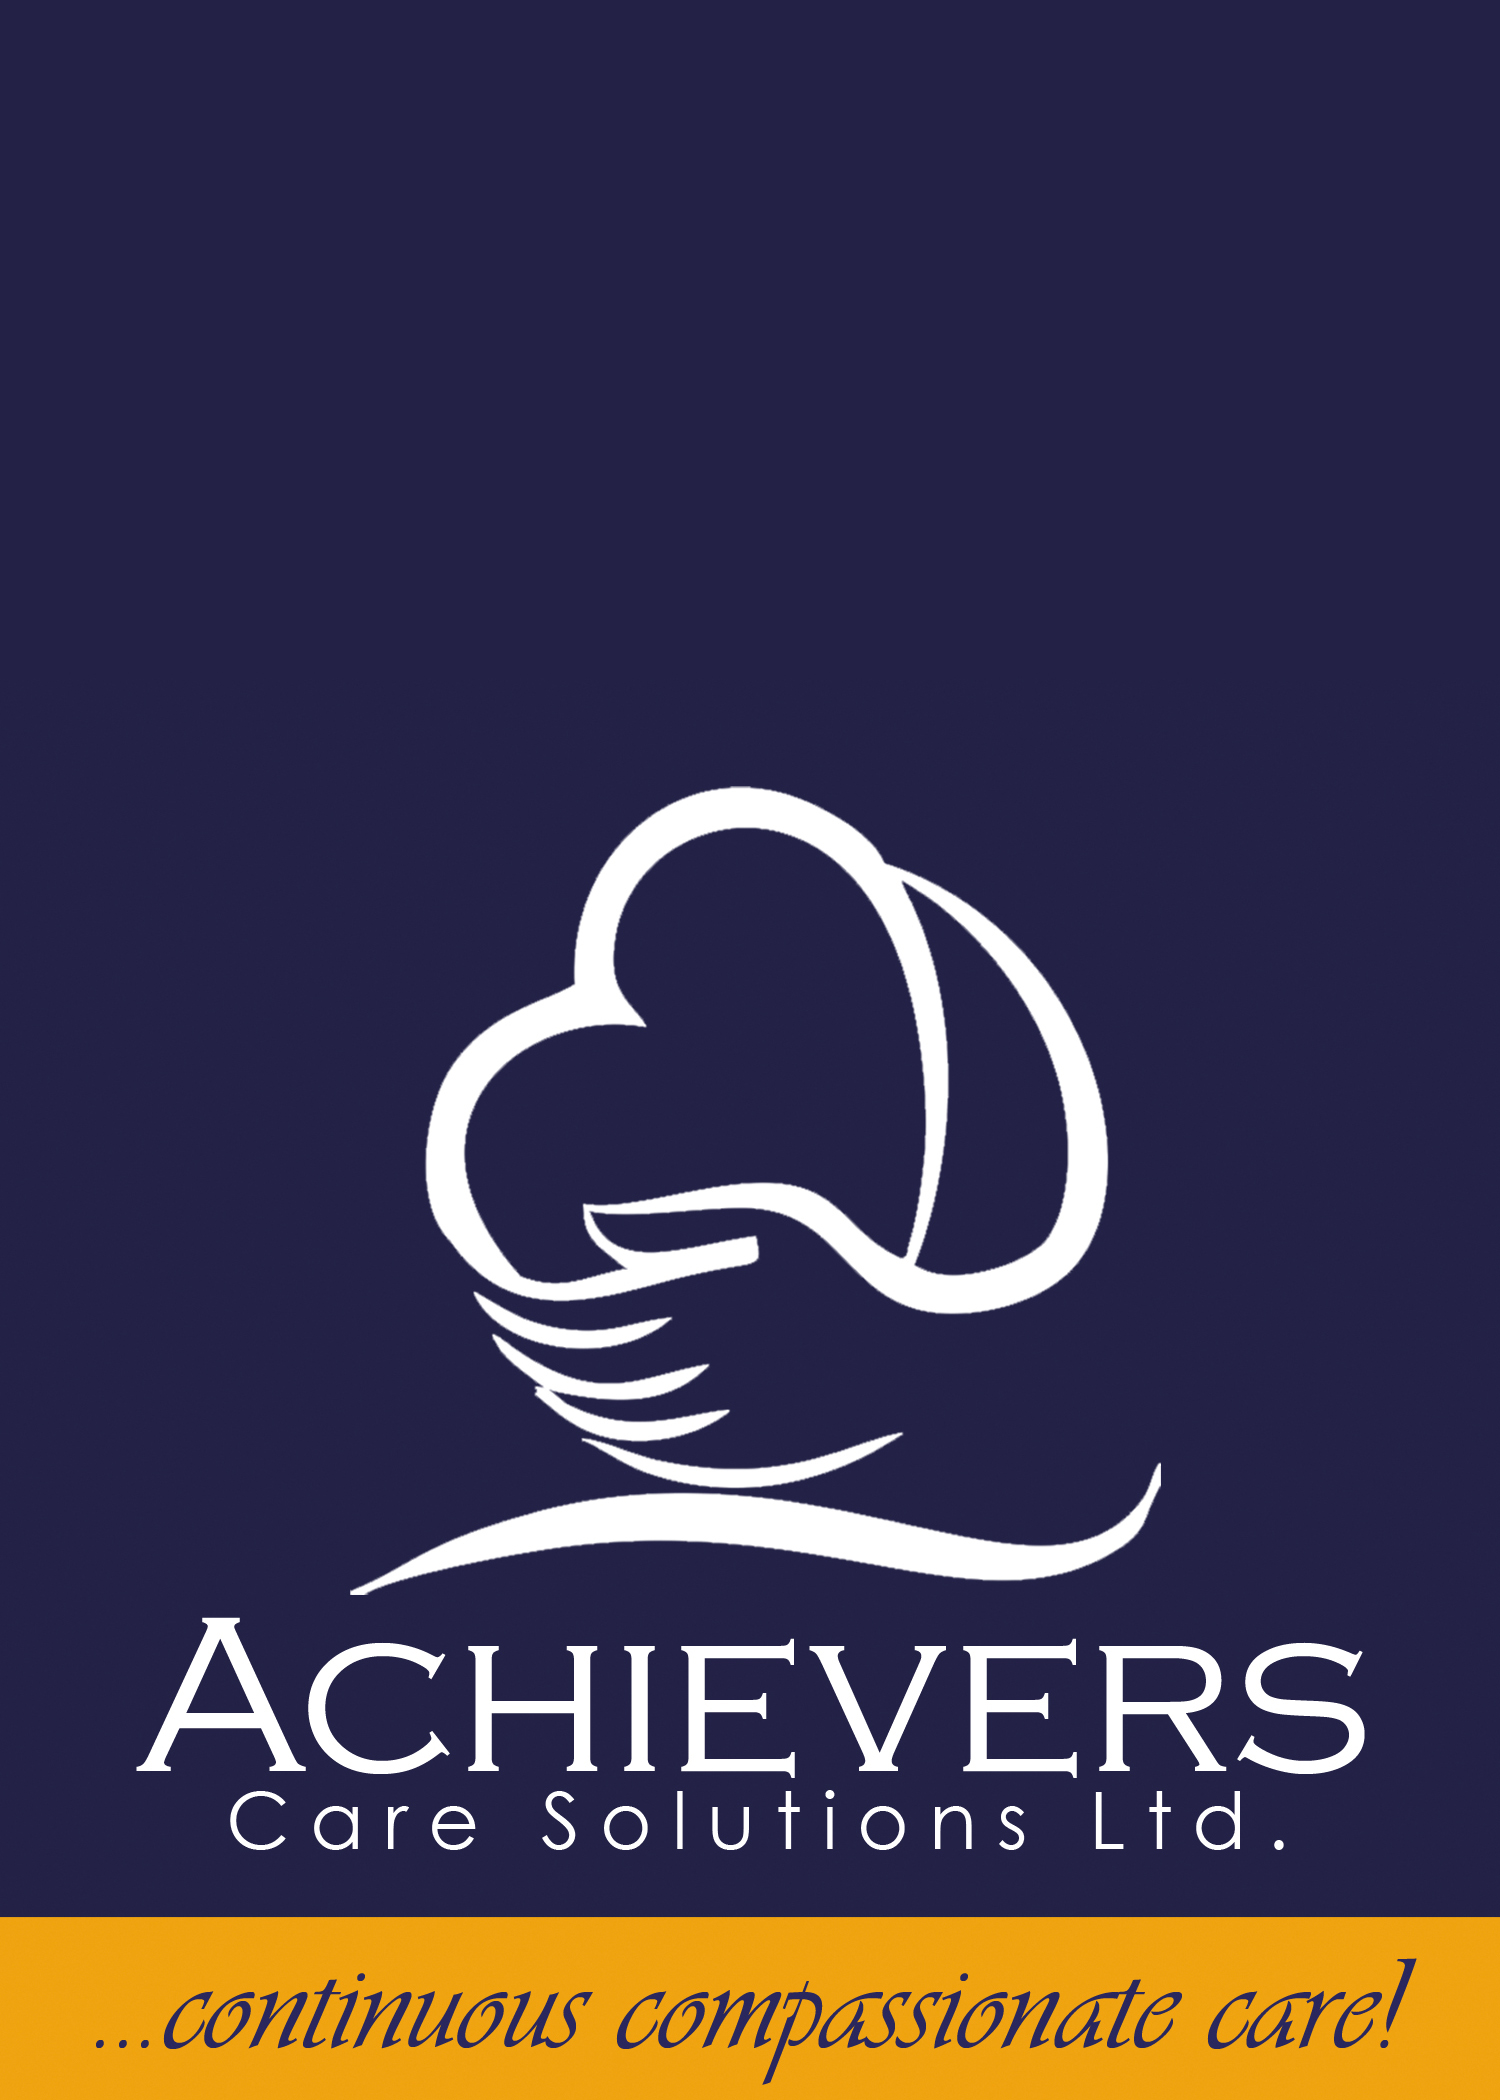 ACHIEVERS
Care Solutions Ltd.
...continuous compassionate care!